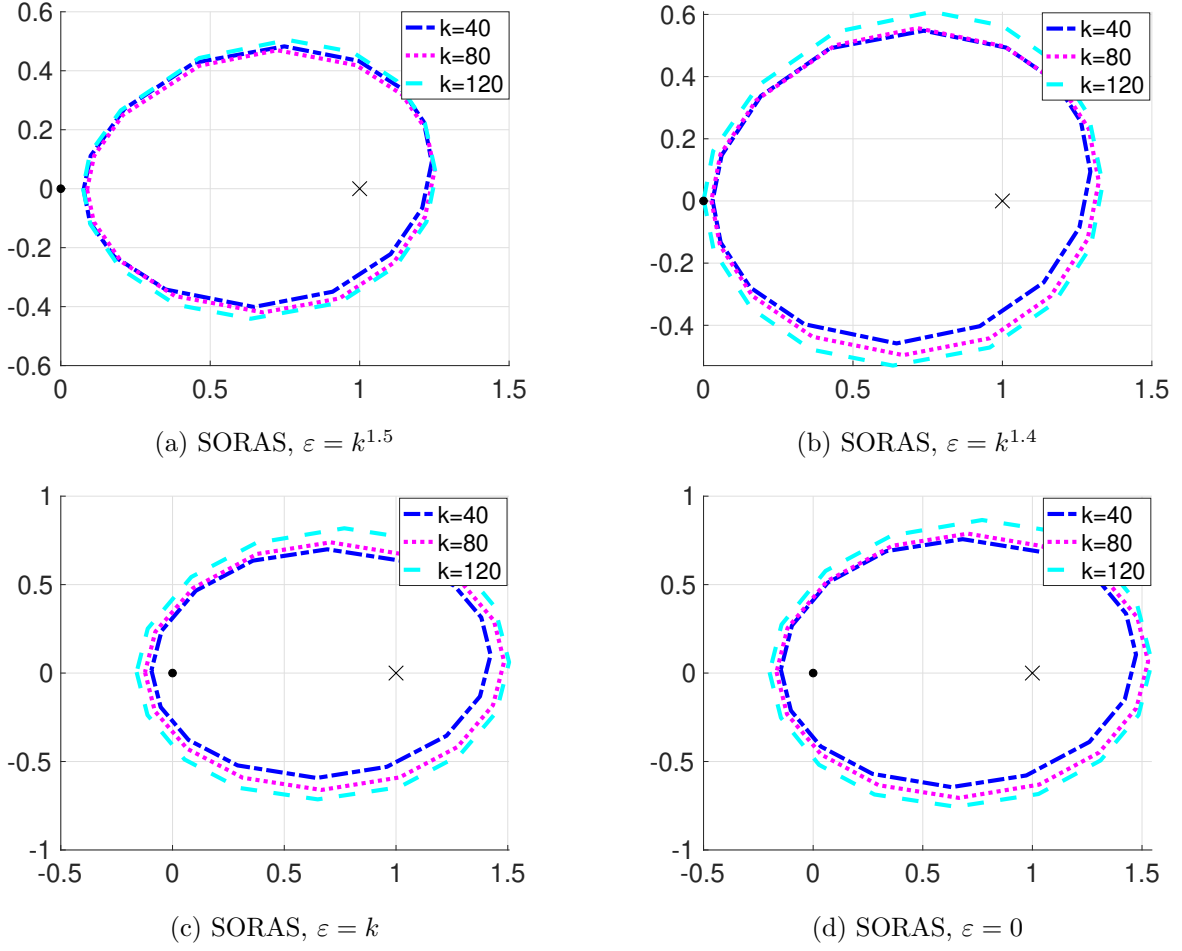 0.6
0.4
0.2
0
-0.2
-0.4
-0.6
0
0.5
1
1.5
k=40
k=80
k=120
(a) SORAS, ε = k^{1.5}
0.6
0.4
0.2
0
-0.2
-0.4
0
0.5
1
1.5
k=40
k=80
k=120
(b) SORAS, ε = k^{1.4}
1
0.5
0
-0.5
-1
-0.5
0
0.5
1
1.5
k=40
k=80
k=120
(c) SORAS, ε = k
1
0.5
0
-0.5
-1
-0.5
0
0.5
1
1.5
k=40
k=80
k=120
(d) SORAS, ε = 0